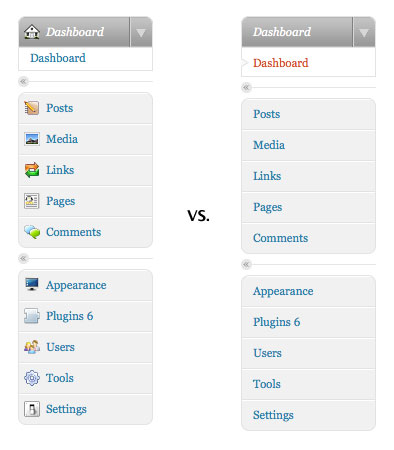 Dashboard
Dashboard
Posts
Media
Links
Pages
Comments
Appearance
Plugins 6
Users
Tools
Settings
vs.
Dashboard
Dashboard
Posts
Media
Links
Pages
Comments
Appearance
Plugins 6
Users
Tools
Settings